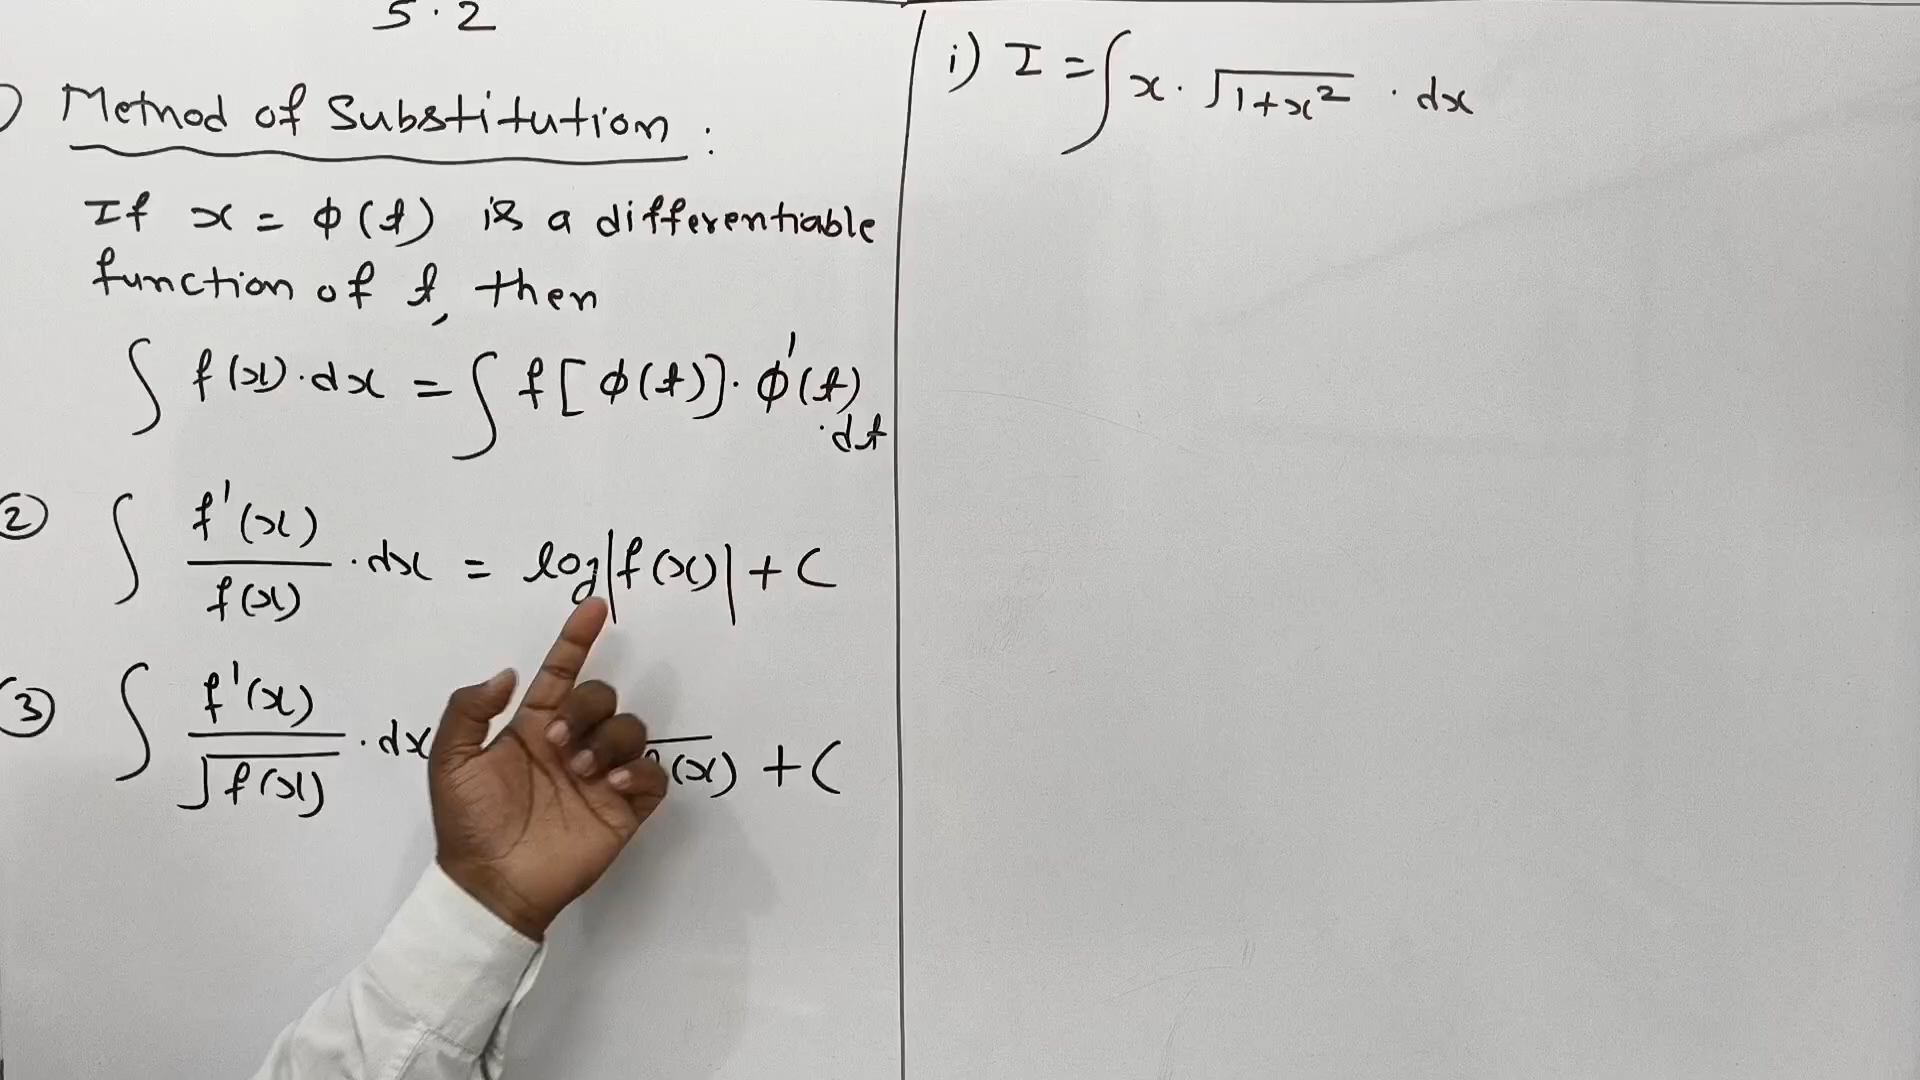 5.2
Method of Substitution :
If x = ϕ(t) is a differentiable
function of t, then
∫ f(x).dx = ∫ f[ϕ(t)].ϕ'(t)
.dt
② ∫ f'(x)/f(x) .dx = log|f(x)| + C
③ ∫ f'(x)/√f(x) .dx (x) + C
i) I = ∫ x.√1+x² .dx